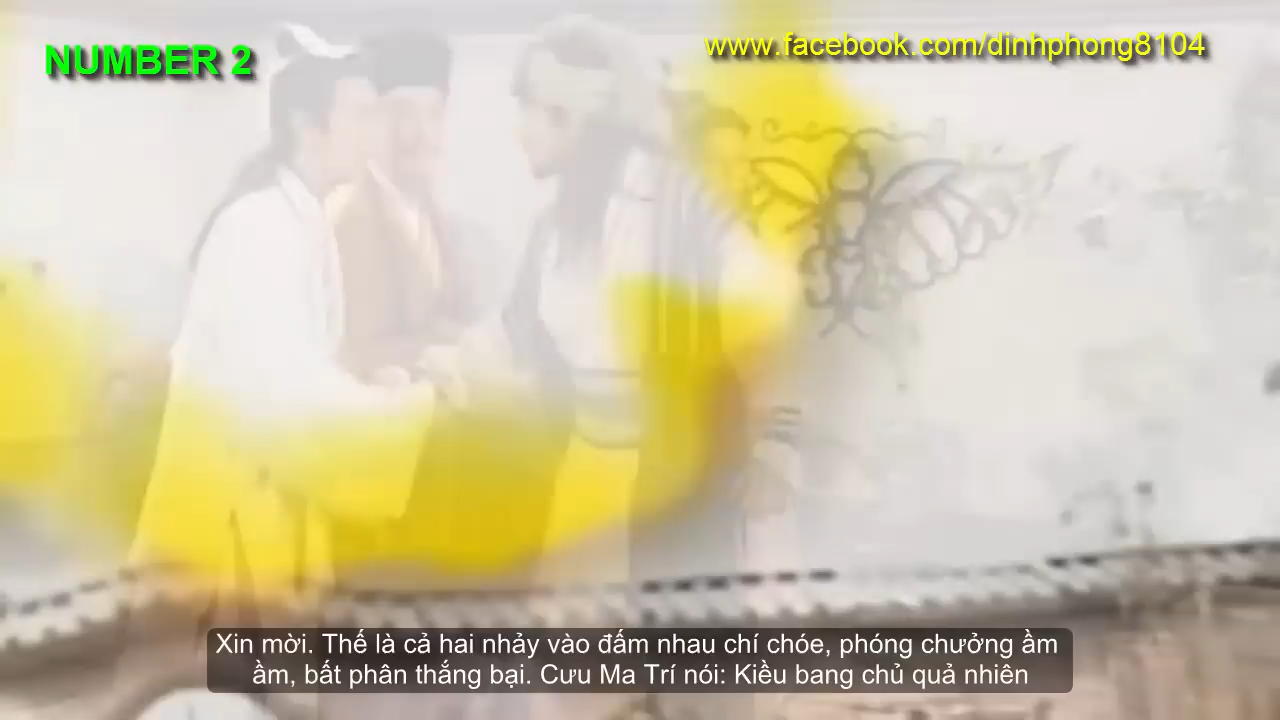 NUMBER 2
www.facebook.com/dinhphong8104
Xin mời. Thế là cả hai nhảy vào đấm nhau chí chóe, phóng chưởng ầm
ầm, bất phân thắng bại. Cưu Ma Trí nói: Kiều bang chủ quả nhiên